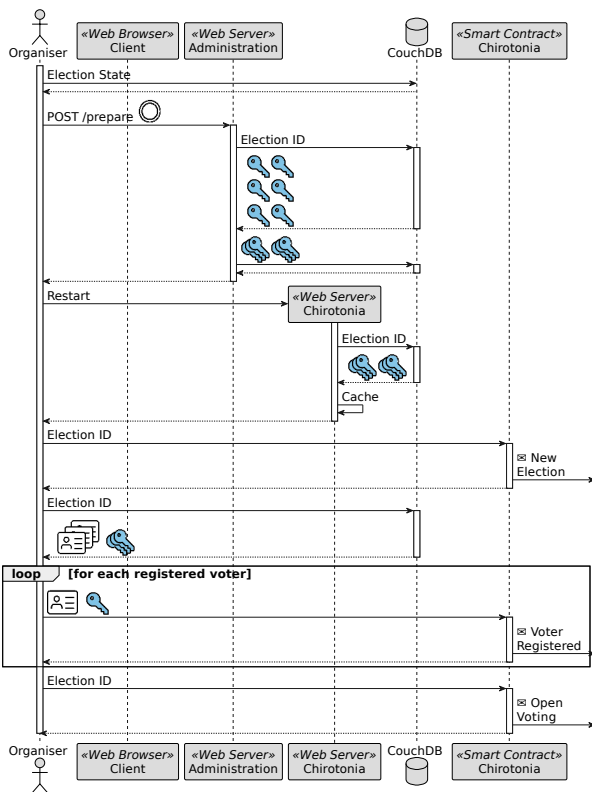 Organiser
«Web Browser»
Client
«Web Server»
Administration
CouchDB
«Smart Contract»
Chirotonia
Election State
POST /prepare
Election ID
Restart
«Web Server»
Chirotonia
Election ID
Cache
Election ID
✉ New
Election
Election ID
loop [for each registered voter]
✉ Voter
Registered
Election ID
✉ Open
Voting
Organiser
«Web Browser»
Client
«Web Server»
Administration
«Web Server»
Chirotonia
CouchDB
«Smart Contract»
Chirotonia